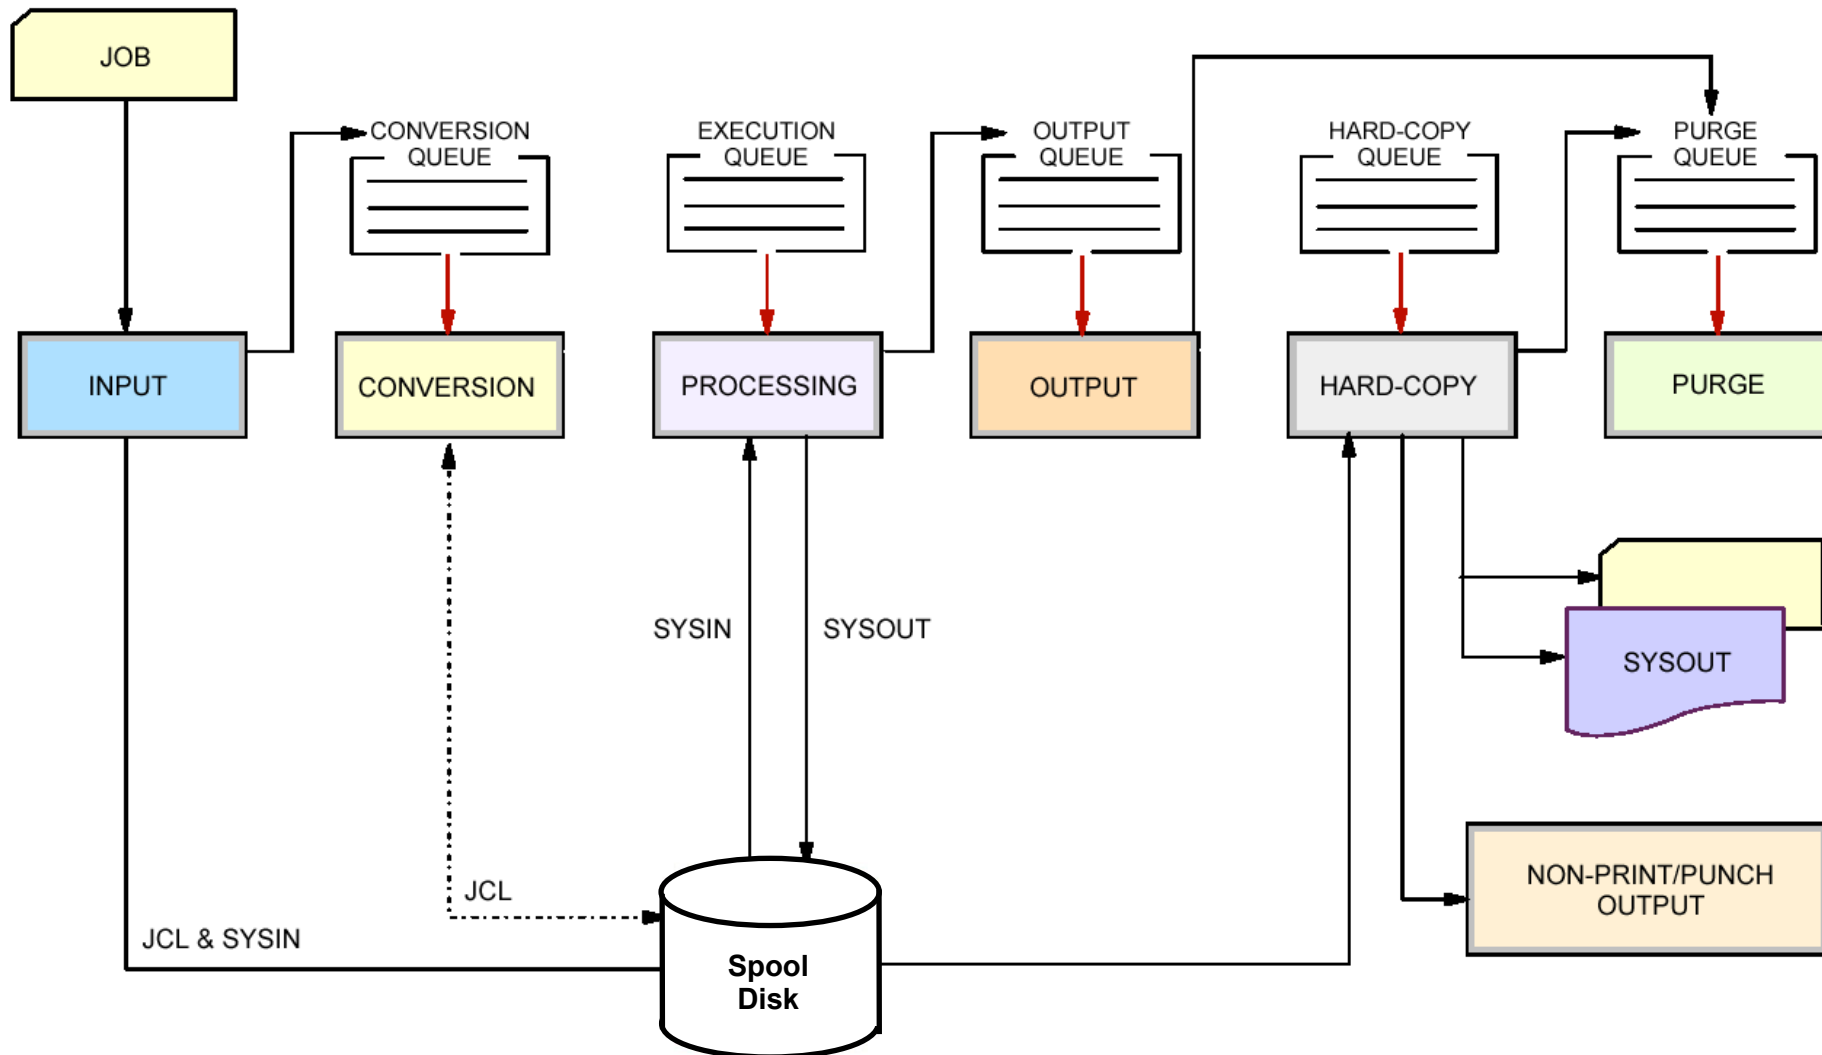 JOB
CONVERSION
QUEUE
EXECUTION
QUEUE
OUTPUT
QUEUE
HARD-COPY
QUEUE
PURGE
QUEUE
INPUT
CONVERSION
PROCESSING
OUTPUT
HARD-COPY
PURGE
SYSIN
SYSOUT
SYSOUT
JCL
NON-PRINT/PUNCH
OUTPUT
JCL & SYSIN
Spool
Disk